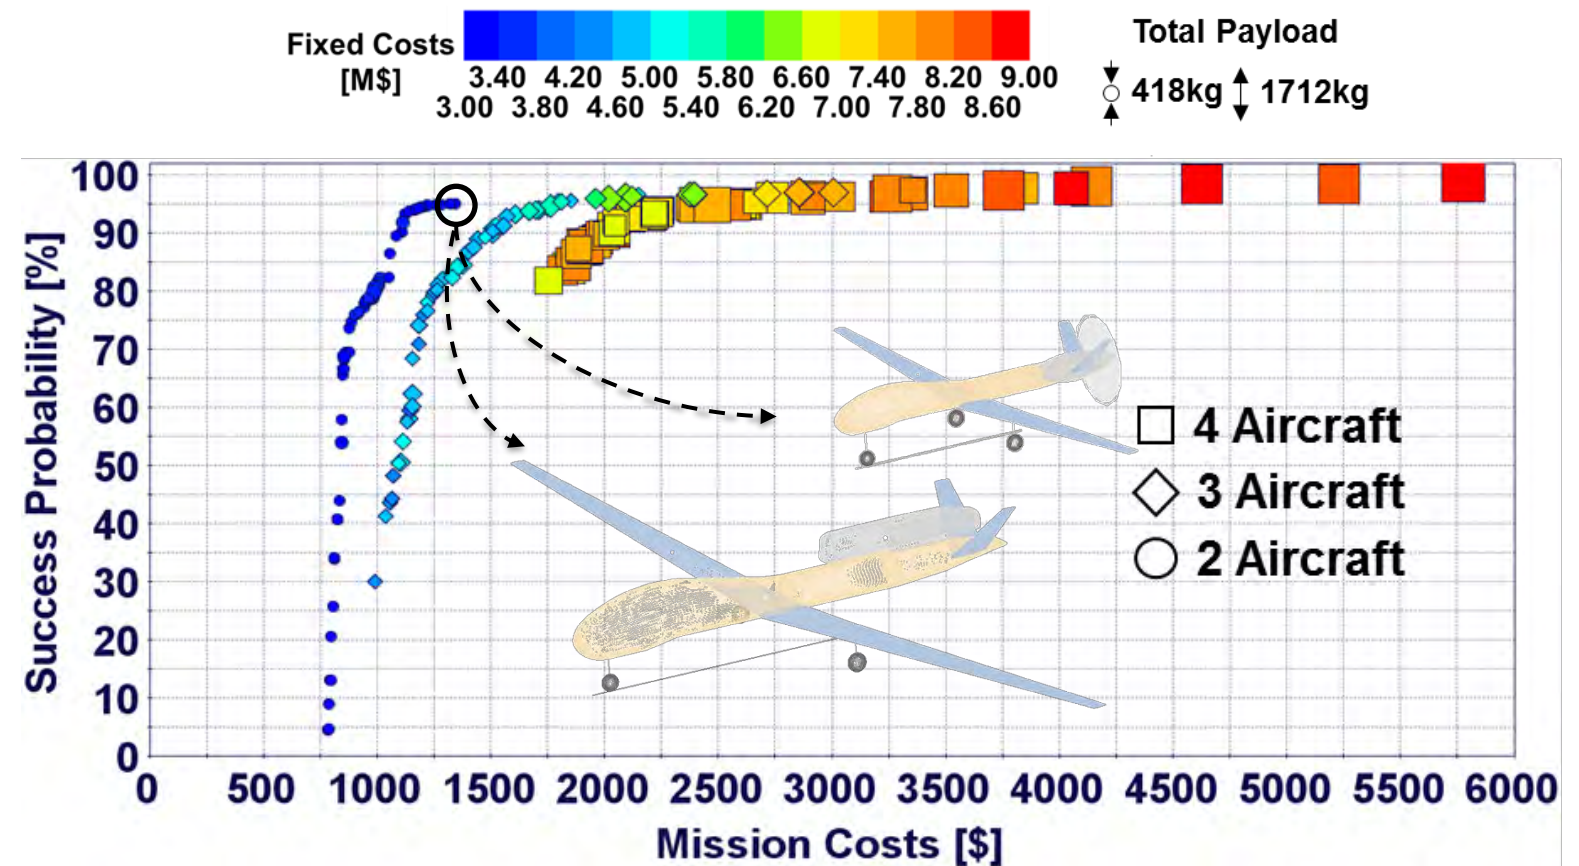 Fixed Costs
[M$]
3.40 4.20 5.00 5.80 6.60 7.40 8.20 9.00
3.00 3.80 4.60 5.40 6.20 7.00 7.80 8.60
Total Payload
418kg 1712kg
100
90
80
70
60
50
40
30
20
10
0
Success Probability [%]
4 Aircraft
3 Aircraft
2 Aircraft
0 500 1000 1500 2000 2500 3000 3500 4000 4500 5000 5500 6000
Mission Costs [$]